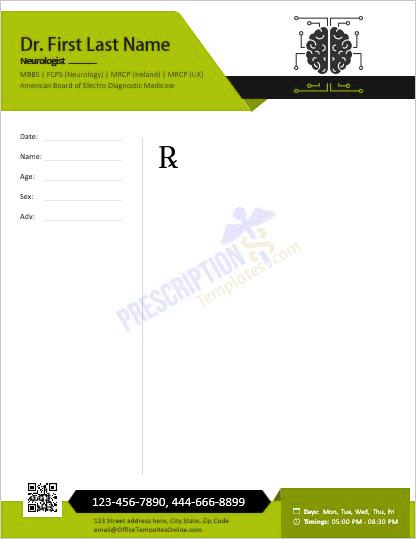 Dr. First Last Name
Neurologist
MBBS | FCPS (Neurology) | MRCP (Ireland) | MRCP (UK)
American Board of Electro Diagnostic Medicine
Date:
Name:
Age:
Sex:
Adv:
℞
PRESCRIPTION
Templates.com
123-456-7890, 444-666-8899
123 Street address here, City State, Zip Code
email@OfficeTempaltesOnline.com
Days: Mon, Tue, Wed, Thu, Fri
Timings: 05:00 PM - 08:30 PM